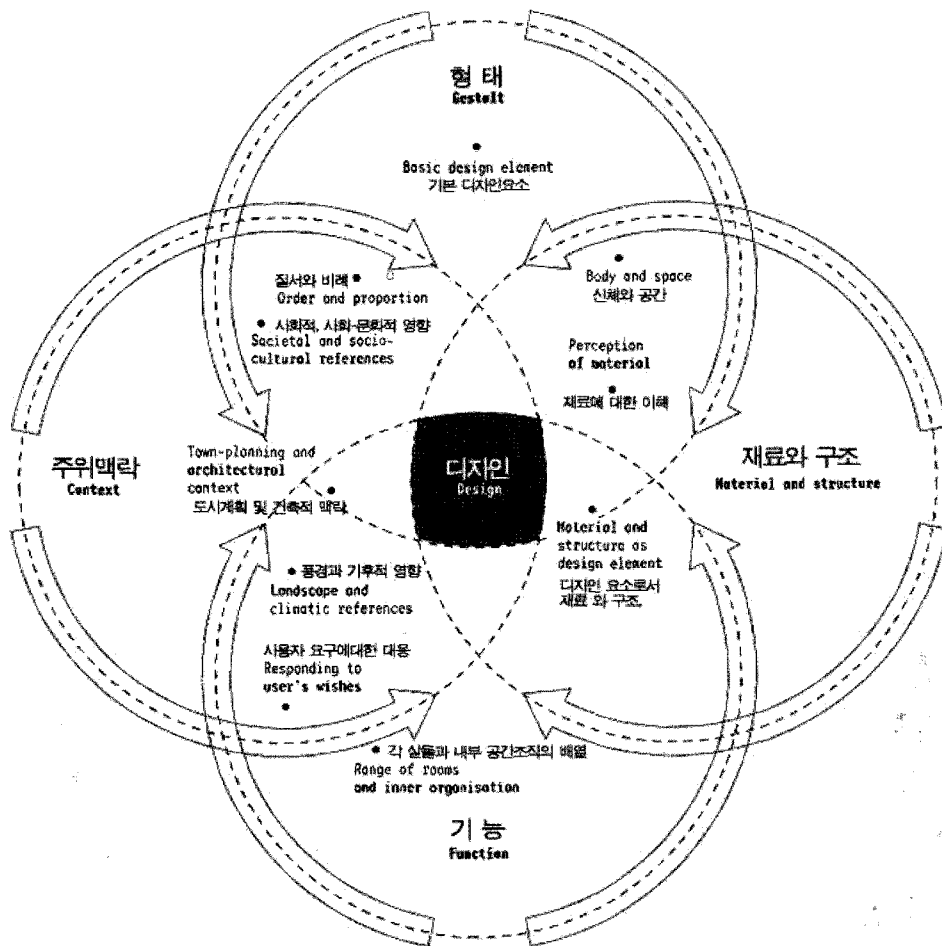 형 태
Gestalt
Basic design element
기본 디자인요소
질서와 비례
Order and proportion
사회적, 사회-문화적 영향
Societal and socio-
cultural references
Body and space
신체와 공간
Perception
of material
재료에 대한 이해
주위맥락
Context
Town-planning and
architectural
context
도시계획 및 건축적 맥락
디자인
Design
재료와 구조
Material and structure
Material and
structure as
design element
디자인 요소로서
재료 와 구조
풍경과 기후적 영향
Landscape and
climatic references
사용자 요구에대한 대응
Responding to
user's wishes
각 실들과 내부 공간조직의 배열
Range of rooms
and inner organisation
기 능
Function